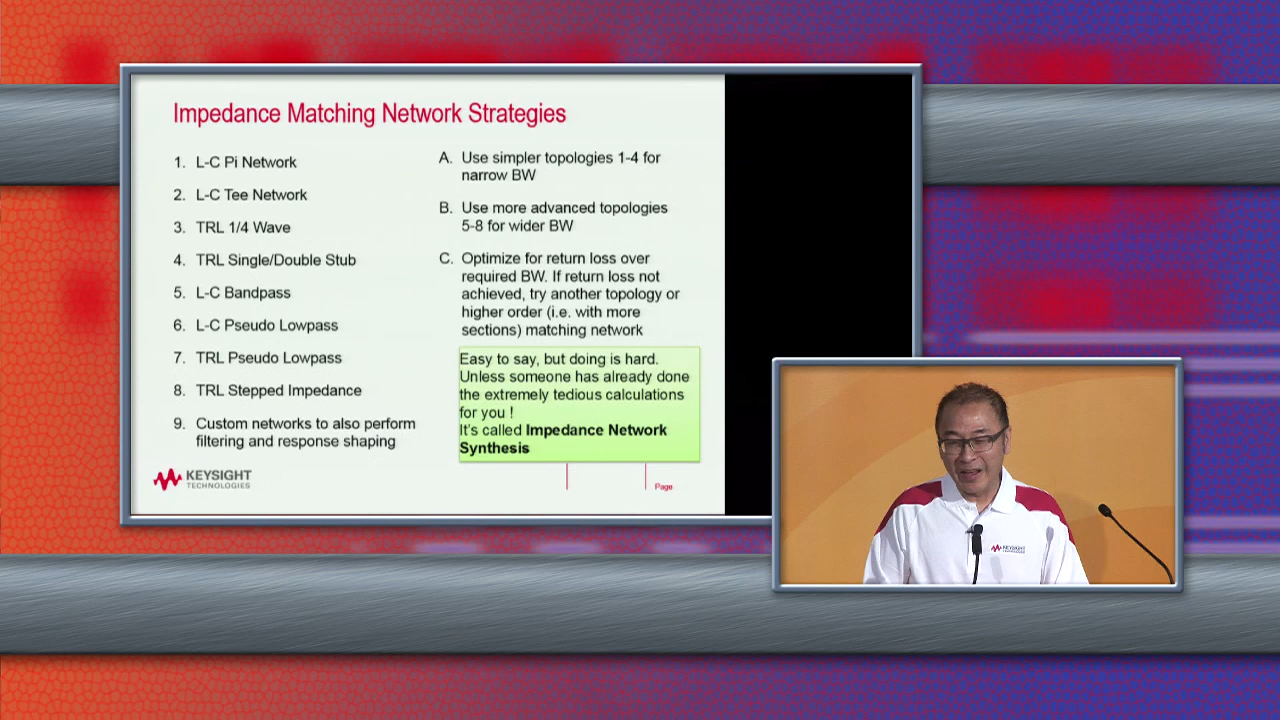 Impedance Matching Network Strategies
1. L-C Pi Network
2. L-C Tee Network
3. TRL 1/4 Wave
4. TRL Single/Double Stub
5. L-C Bandpass
6. L-C Pseudo Lowpass
7. TRL Pseudo Lowpass
8. TRL Stepped Impedance
9. Custom networks to also perform
filtering and response shaping
A. Use simpler topologies 1-4 for
narrow BW
B. Use more advanced topologies
5-8 for wider BW
C. Optimize for return loss over
required BW. If return loss not
achieved, try another topology or
higher order (i.e. with more
sections) matching network
Easy to say, but doing is hard.
Unless someone has already done
the extremely tedious calculations
for you !
It's called Impedance Network
Synthesis
KEYSIGHT
TECHNOLOGIES
Page
KEYSIGHT
TECHNOLOGIES